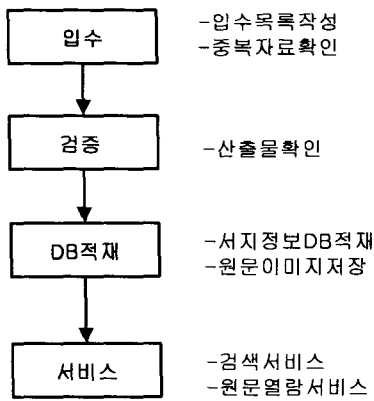 입수
-입수목록작성
-중복자료확인
검증
-산출물확인
DB적재
-서지정보DB적재
-원문이미지저장
서비스
-검색서비스
-원문열람서비스